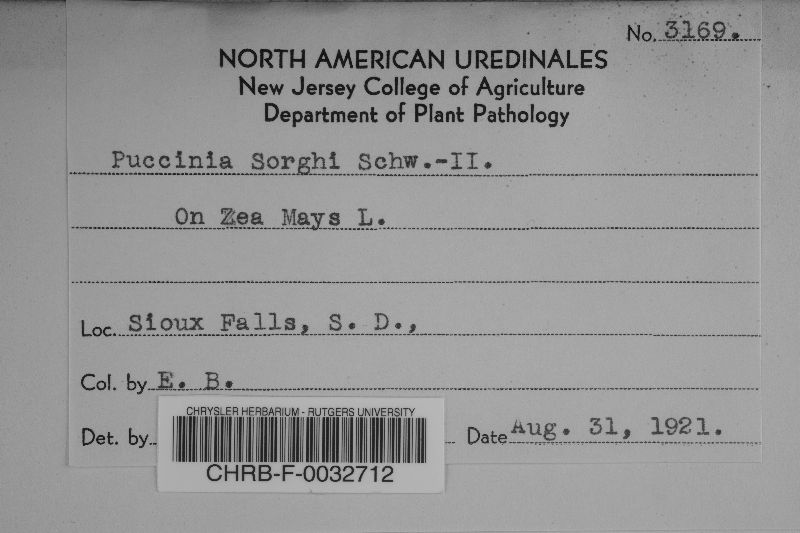 No. 3169.
NORTH AMERICAN UREDINALES
New Jersey College of Agriculture
Department of Plant Pathology
Puccinia Sorghi Schw.-II.
On Zea Mays L.
Loc. Sioux Falls, S. D.,
Col. by E. B.
Det. by Date Aug. 31, 1921.
CHRYSLER HERBARIUM - RUTGERS UNIVERSITY
CHRB-F-0032712